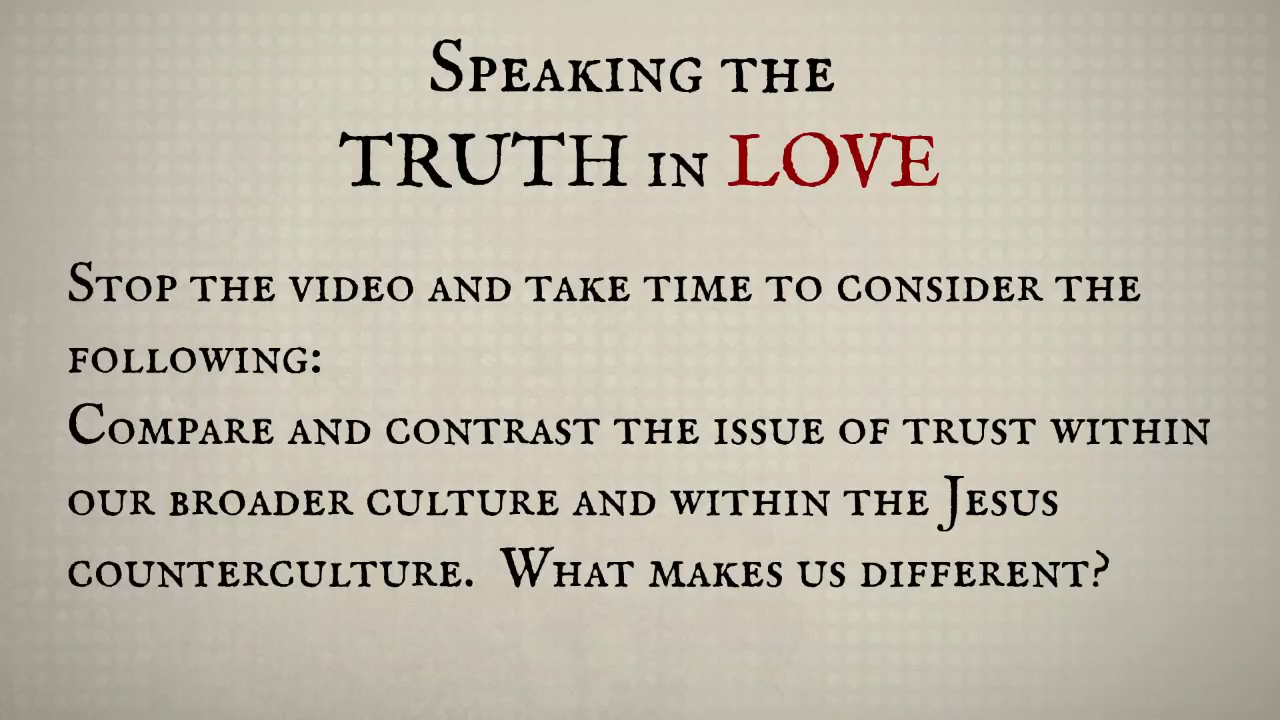 Speaking the
TRUTH in LOVE
Stop the video and take time to consider the
following:
Compare and contrast the issue of trust within
our broader culture and within the Jesus
counterculture.  What makes us different?